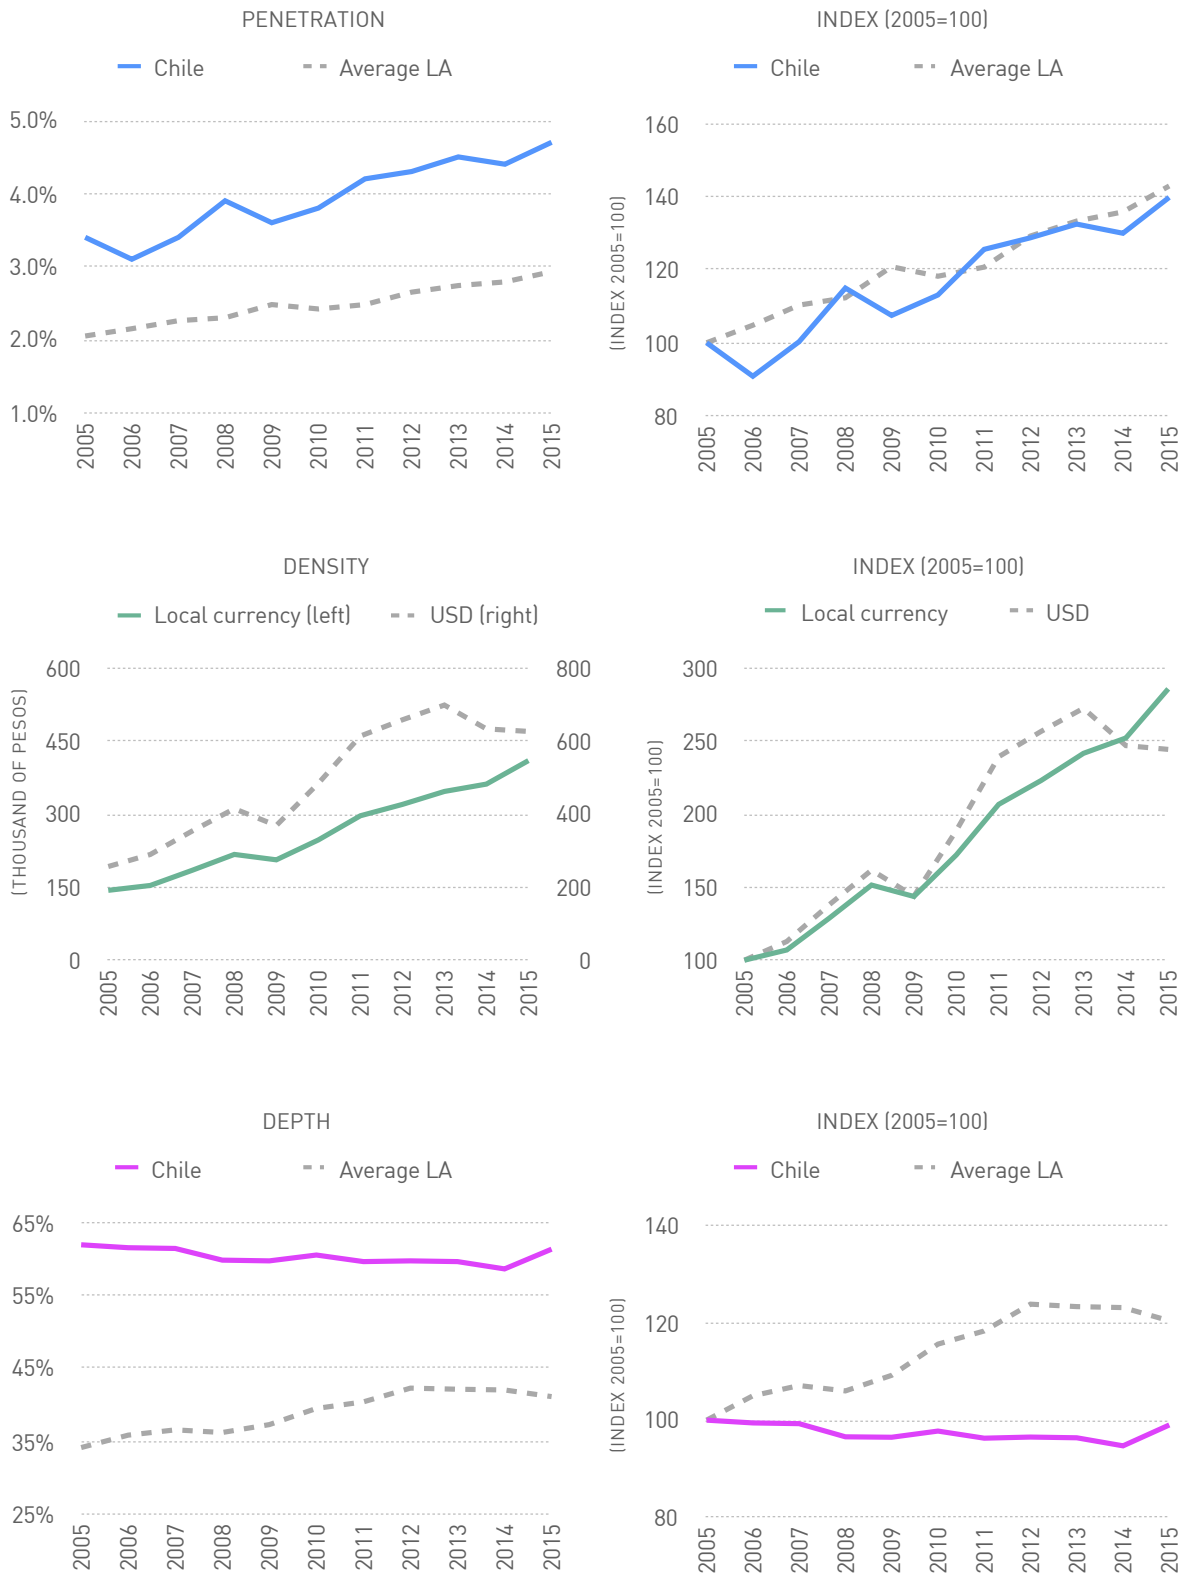 PENETRATION
Chile Average LA
5.0%
4.0%
3.0%
2.0%
1.0%
2005 2006 2007 2008 2009 2010 2011 2012 2013 2014 2015
INDEX (2005=100)
Chile Average LA
(INDEX 2005=100)
160
140
120
100
80
2005 2006 2007 2008 2009 2010 2011 2012 2013 2014 2015
DENSITY
Local currency (left) USD (right)
(THOUSAND OF PESOS)
600 800
450 600
300 400
150 200
0 0
2005 2006 2007 2008 2009 2010 2011 2012 2013 2014 2015
INDEX (2005=100)
Local currency USD
(INDEX 2005=100)
300
250
200
150
100
2005 2006 2007 2008 2009 2010 2011 2012 2013 2014 2015
DEPTH
Chile Average LA
65%
55%
45%
35%
25%
2005 2006 2007 2008 2009 2010 2011 2012 2013 2014 2015
INDEX (2005=100)
Chile Average LA
(INDEX 2005=100)
140
120
100
80
2005 2006 2007 2008 2009 2010 2011 2012 2013 2014 2015